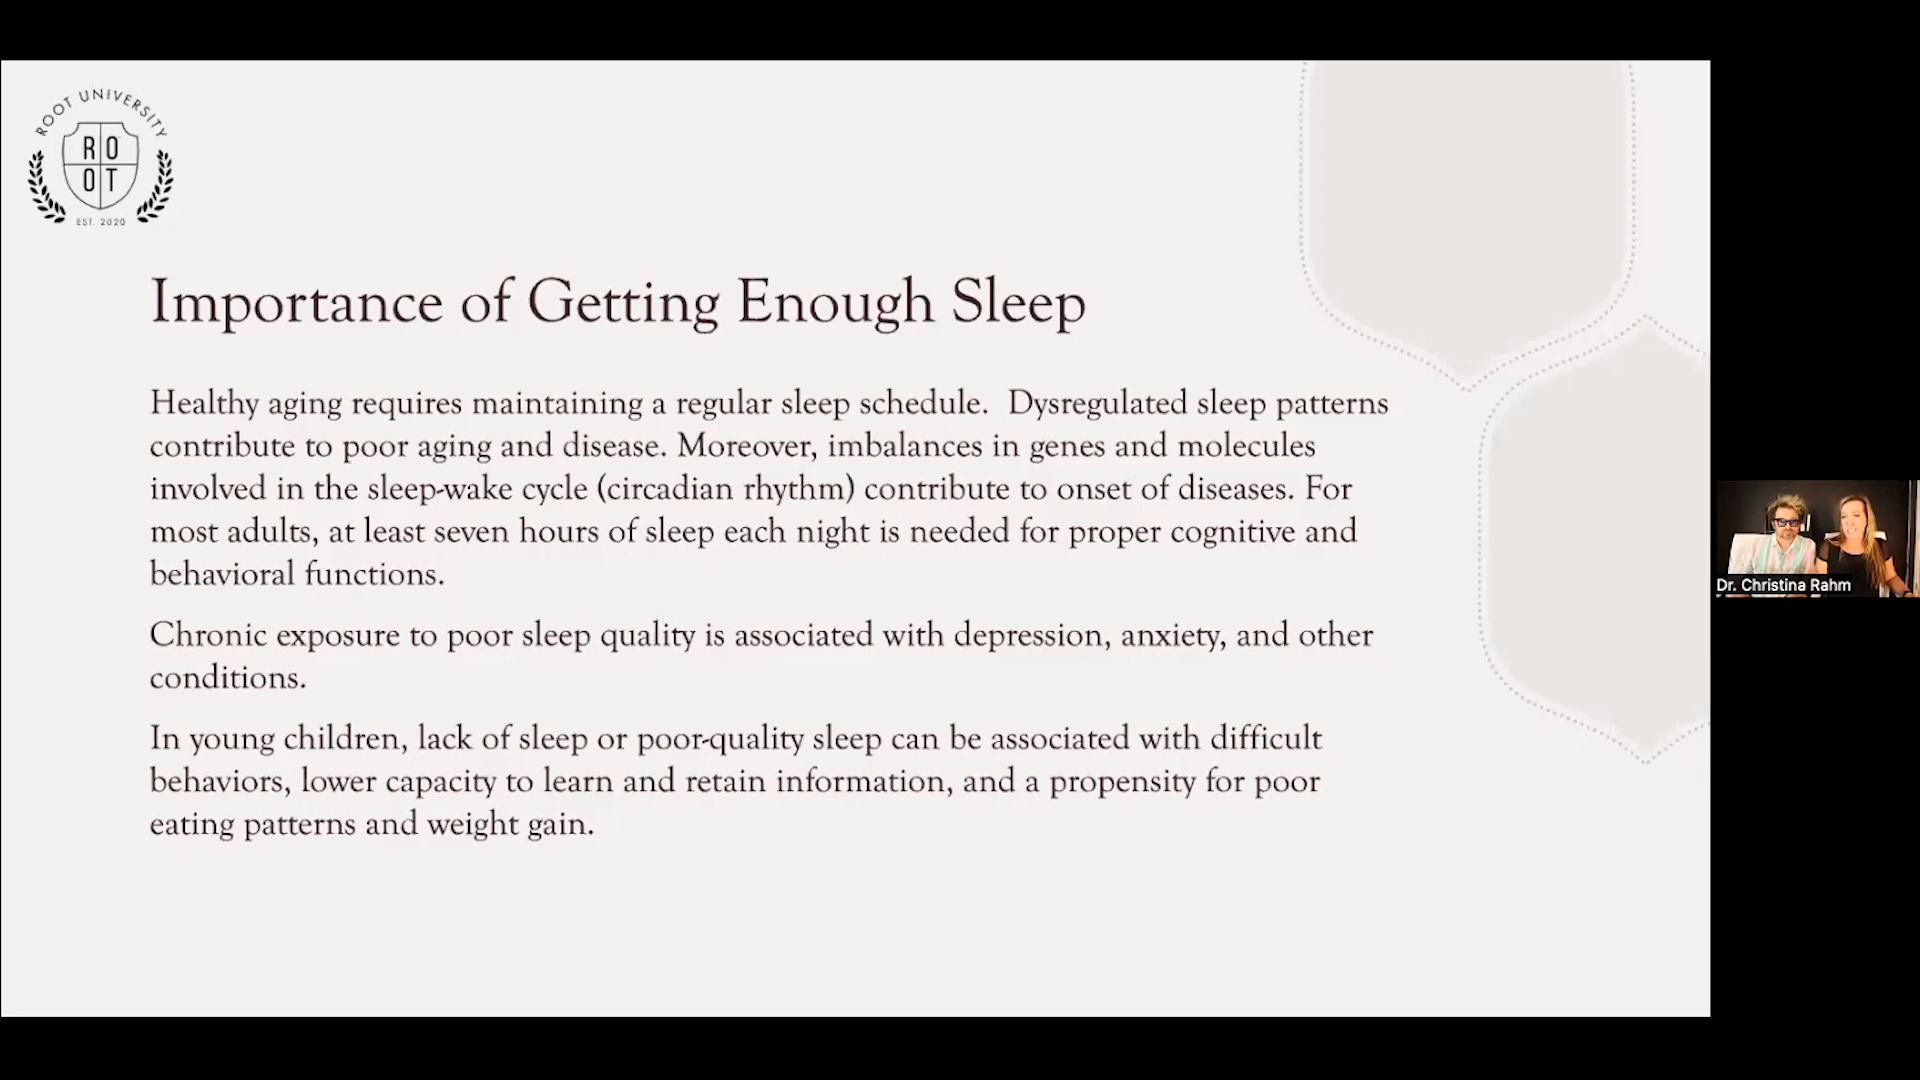 ROOT UNIVERSITY
RO
OT
EST. 2020
Importance of Getting Enough Sleep
Healthy aging requires maintaining a regular sleep schedule.  Dysregulated sleep patterns
contribute to poor aging and disease. Moreover, imbalances in genes and molecules
involved in the sleep-wake cycle (circadian rhythm) contribute to onset of diseases. For
most adults, at least seven hours of sleep each night is needed for proper cognitive and
behavioral functions.
Chronic exposure to poor sleep quality is associated with depression, anxiety, and other
conditions.
In young children, lack of sleep or poor-quality sleep can be associated with difficult
behaviors, lower capacity to learn and retain information, and a propensity for poor
eating patterns and weight gain.
Dr. Christina Rahm